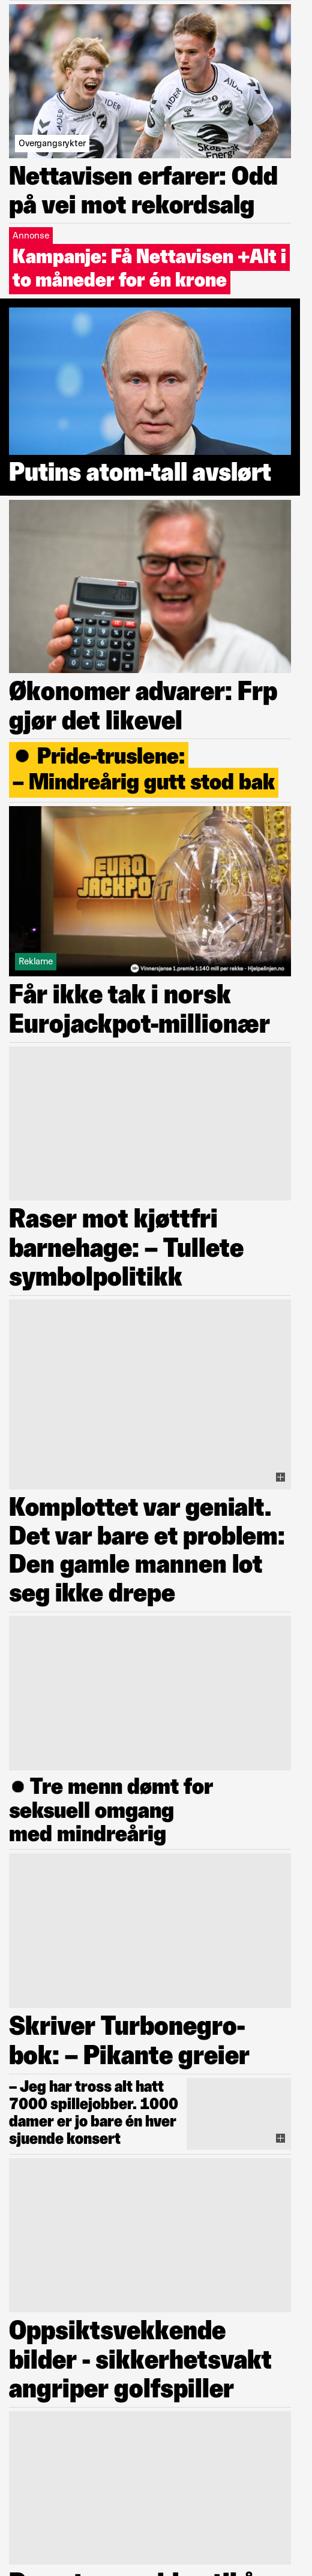 Overgangsrykter
Nettavisen erfarer: Odd
på vei mot rekordsalg
Annonse
Kampanje: Få Nettavisen +Alt i
to måneder for én krone
Putins atom-tall avslørt
Økonomer advarer: Frp
gjør det likevel
Pride-truslene:
– Mindreårig gutt stod bak
EURO
JACKPOT
Vinnersjanse 1.premie 1:140 mill per rekke - Hjelpelinjen.no
Reklame
Får ikke tak i norsk
Eurojackpot-millionær
Raser mot kjøttfri
barnehage: – Tullete
symbolpolitikk
Komplottet var genialt.
Det var bare et problem:
Den gamle mannen lot
seg ikke drepe
Tre menn dømt for
seksuell omgang
med mindreårig
Skriver Turbonegro-
bok: – Pikante greier
– Jeg har tross alt hatt
7000 spillejobber. 1000
damer er jo bare én hver
sjuende konsert
Oppsiktsvekkende
bilder - sikkerhetsvakt
angriper golfspiller